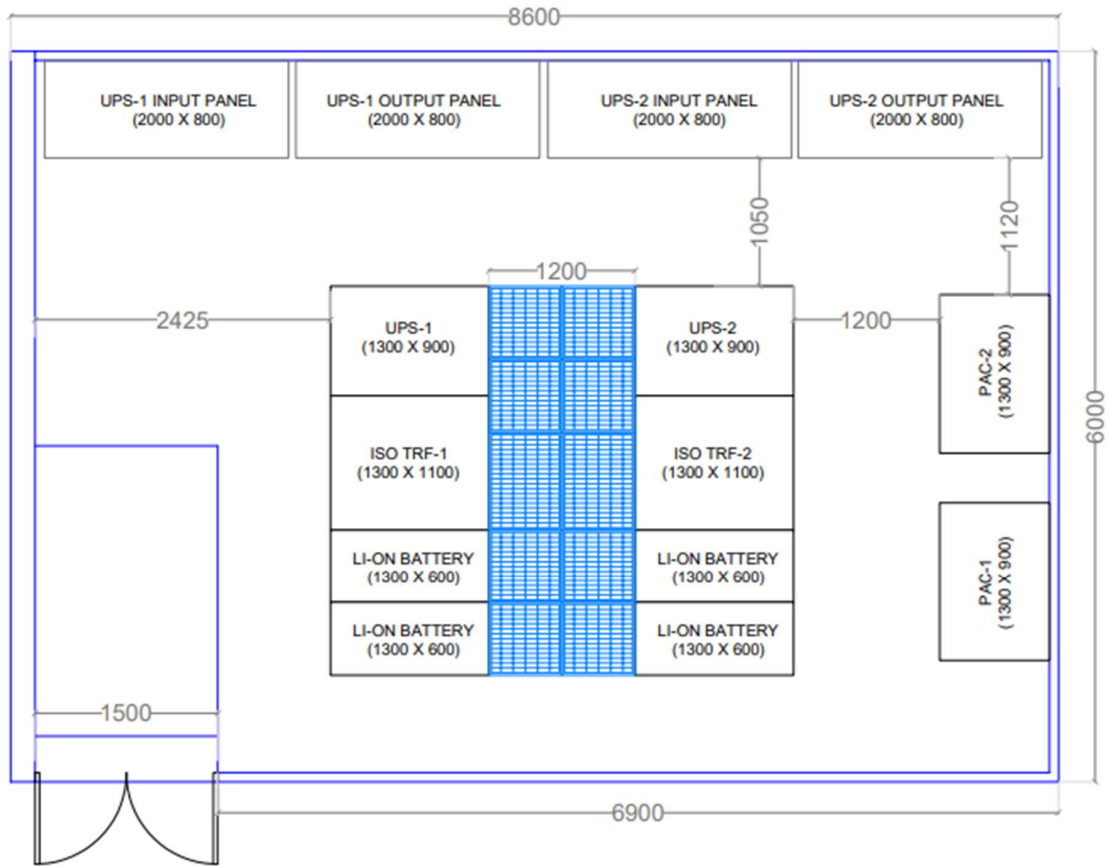 8600
UPS-1 INPUT PANEL
(2000 X 800)
UPS-1 OUTPUT PANEL
(2000 X 800)
UPS-2 INPUT PANEL
(2000 X 800)
UPS-2 OUTPUT PANEL
(2000 X 800)
1050
1120
1200
2425
UPS-1
(1300 X 900)
UPS-2
(1300 X 900)
1200
PAC-2
(1300 X 900)
6000
ISO TRF-1
(1300 X 1100)
ISO TRF-2
(1300 X 1100)
LI-ON BATTERY
(1300 X 600)
LI-ON BATTERY
(1300 X 600)
PAC-1
(1300 X 900)
LI-ON BATTERY
(1300 X 600)
LI-ON BATTERY
(1300 X 600)
1500
6900